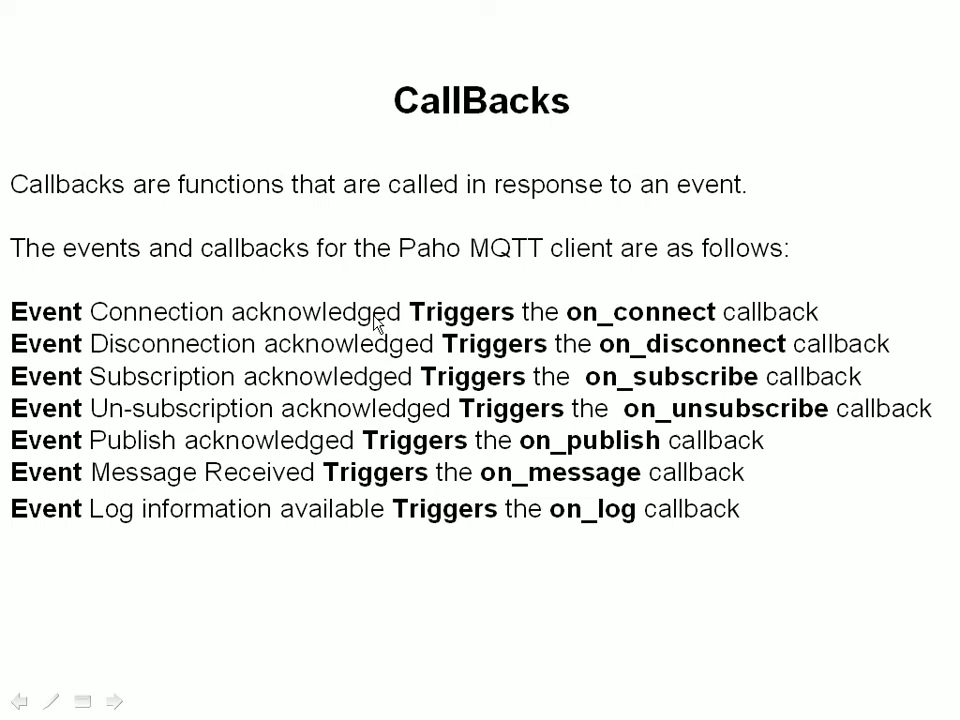 CallBacks
Callbacks are functions that are called in response to an event.
The events and callbacks for the Paho MQTT client are as follows:
Event Connection acknowledged Triggers the on_connect callback
Event Disconnection acknowledged Triggers the on_disconnect callback
Event Subscription acknowledged Triggers the on_subscribe callback
Event Un-subscription acknowledged Triggers the on_unsubscribe callback
Event Publish acknowledged Triggers the on_publish callback
Event Message Received Triggers the on_message callback
Event Log information available Triggers the on_log callback